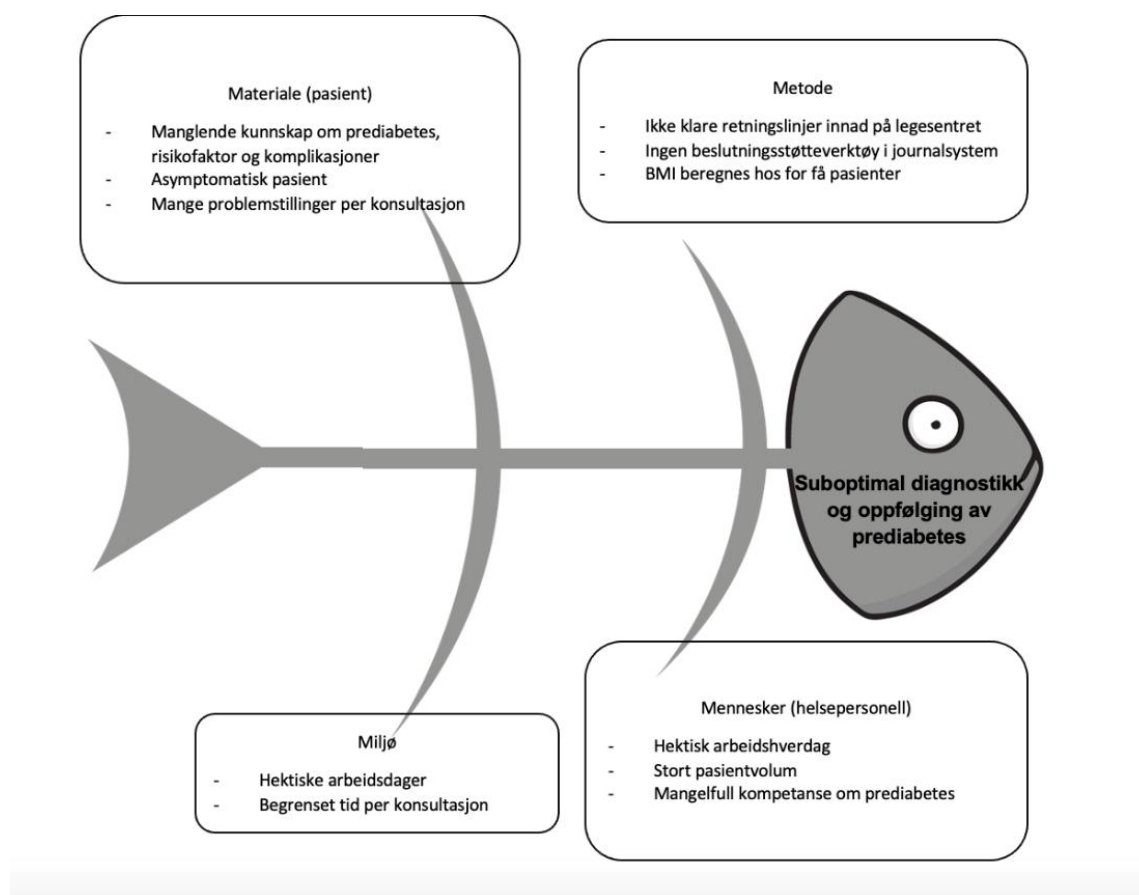 Materiale (pasient)
- Manglende kunnskap om prediabetes,
risikofaktor og komplikasjoner
- Asymptomatisk pasient
- Mange problemstillinger per konsultasjon
Metode
- Ikke klare retningslinjer innad på legesentret
- Ingen beslutningsstøtteverktøy i journalsystem
- BMI beregnes hos for få pasienter
Suboptimal diagnostikk
og oppfølging av
prediabetes
Miljø
- Hektiske arbeidsdager
- Begrenset tid per konsultasjon
Mennesker (helsepersonell)
- Hektisk arbeidshverdag
- Stort pasientvolum
- Mangelfull kompetanse om prediabetes